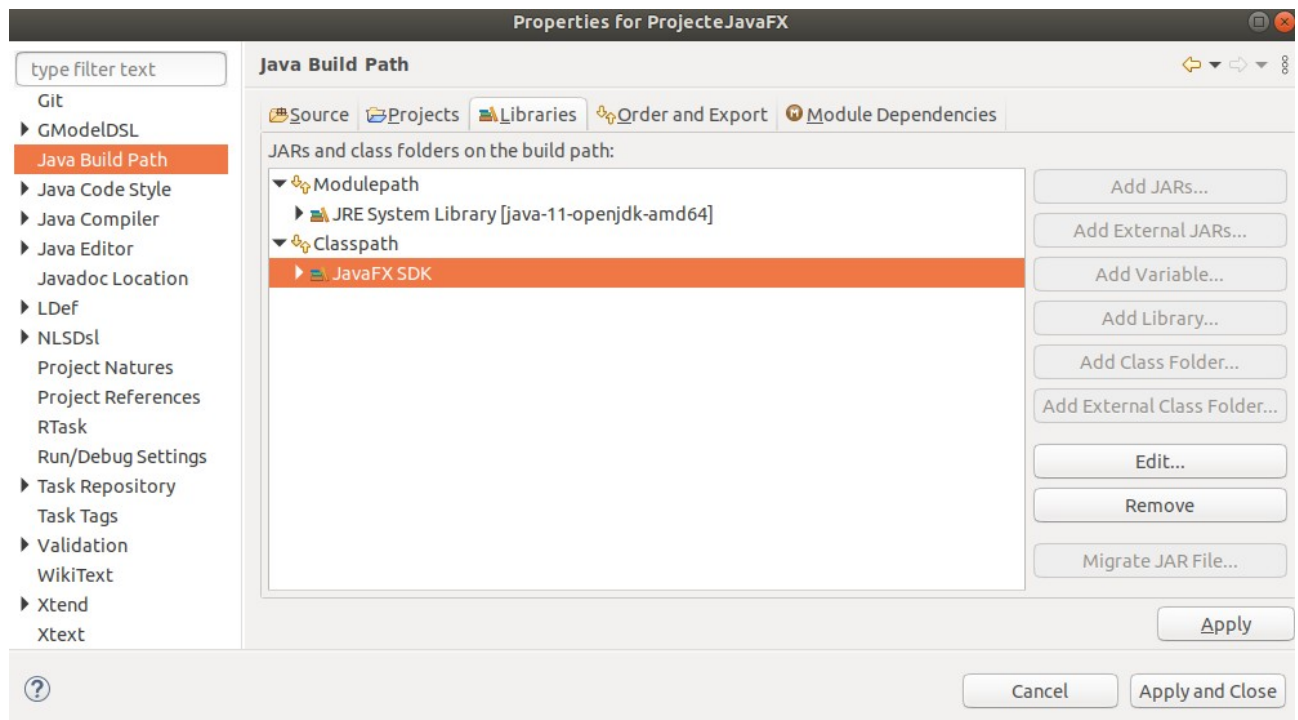 Properties for ProjecteJavaFX
type filter text
Git
GModelDSL
Java Build Path
Java Code Style
Java Compiler
Java Editor
Javadoc Location
LDef
NLSDsl
Project Natures
Project References
RTask
Run/Debug Settings
Task Repository
Task Tags
Validation
WikiText
Xtend
Xtext
Java Build Path
Source Projects Libraries Order and Export Module Dependencies
JARs and class folders on the build path:
Modulepath
JRE System Library [java-11-openjdk-amd64]
Classpath
JavaFX SDK
Add JARs...
Add External JARs...
Add Variable...
Add Library...
Add Class Folder...
Add External Class Folder...
Edit...
Remove
Migrate JAR File...
Apply
Cancel Apply and Close